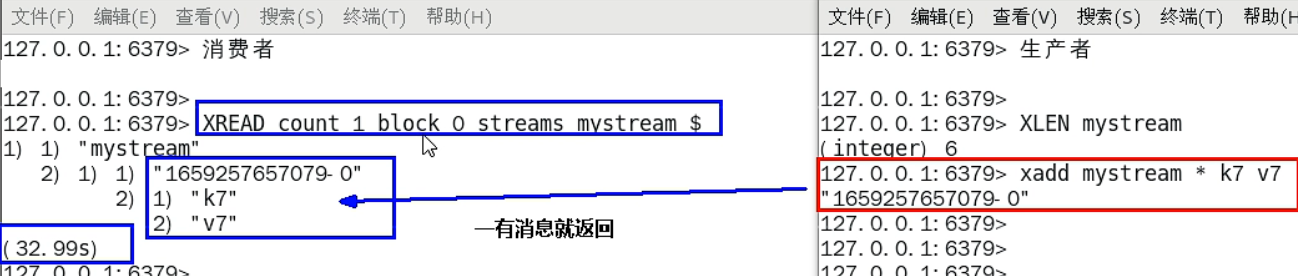 文件(F) 编辑(E) 查看(V) 搜索(S) 终端(T) 帮助(H)
127.0.0.1:6379> 消费者
127.0.0.1:6379>
127.0.0.1:6379> XREAD count 1 block 0 streams mystream $
1) 1) "mystream"
2) 1) 1) "1659257657079-0"
2) 1) "k7"
2) "v7"
(32.99s)
127.0.0.1:6379>
一有消息就返回
文件(F) 编辑(E) 查看(V) 搜索(S) 终端(T) 帮助(H
127.0.0.1:6379> 生产者
127.0.0.1:6379>
127.0.0.1:6379> XLEN mystream
(integer) 6
127.0.0.1:6379> xadd mystream * k7 v7
"1659257657079-0"
127.0.0.1:6379>
127.0.0.1:6379>
127.0.0.1:6379>